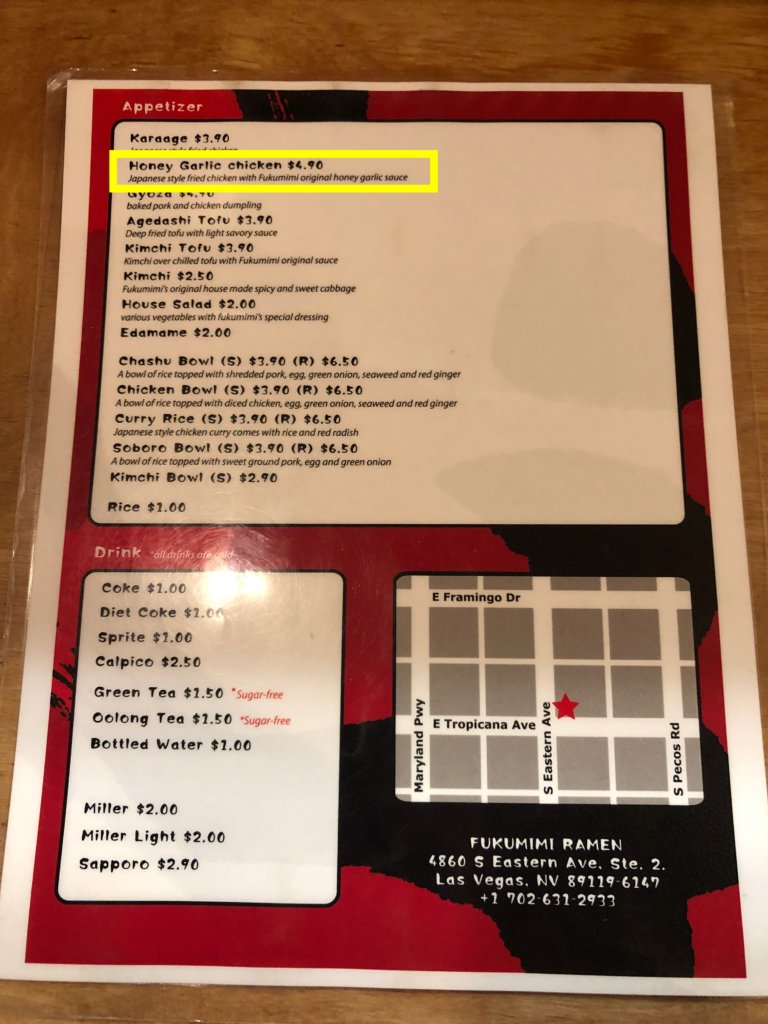 Appetizer
Karaage $3.90
Japanese style fried chicken
Honey Garlic chicken $4.90
Japanese style fried chicken with Fukumimi original honey garlic sauce
Gyoza $4.90
baked pork and chicken dumpling
Agedashi Tofu $3.90
Deep fried tofu with light savory sauce
Kimchi Tofu $3.90
Kimchi over chilled tofu with Fukumimi original sauce
Kimchi $2.50
Fukumimi's original house made spicy and sweet cabbage
House Salad $2.00
various vegetables with fukumimi's special dressing
Edamame $2.00
Chashu Bowl (S) $3.90 (R) $6.50
A bowl of rice topped with shredded pork, egg, green onion, seaweed and red ginger
Chicken Bowl (S) $3.90 (R) $6.50
A bowl of rice topped with diced chicken, egg, green onion, seaweed and red ginger
Curry Rice (S) $3.90 (R) $6.50
Japanese style chicken curry comes with rice and red radish
Soboro Bowl (S) $3.90 (R) $6.50
A bowl of rice topped with sweet ground pork, egg and green onion
Kimchi Bowl (S) $2.90
Rice $1.00
Drink *all drinks are cold
Coke $1.00
Diet Coke $1.00
Sprite $1.00
Calpico $2.50
Green Tea $1.50 *Sugar-free
Oolong Tea $1.50 *Sugar-free
Bottled Water $1.00
Miller $2.00
Miller Light $2.00
Sapporo $2.90
E Framingo Dr
E Tropicana Ave
Maryland Pwy
S Eastern Ave
S Pecos Rd
FUKUMIMI RAMEN
4860 S Eastern Ave, Ste. 2.
Las Vegas, NV 89119-6147
+1 702-631-2933